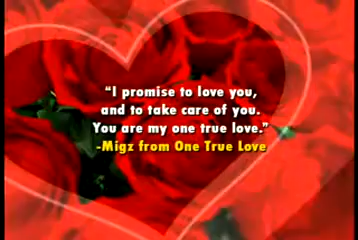 “I promise to love you,
and to take care of you.
You are my one true love.”
-Migz from One True Love